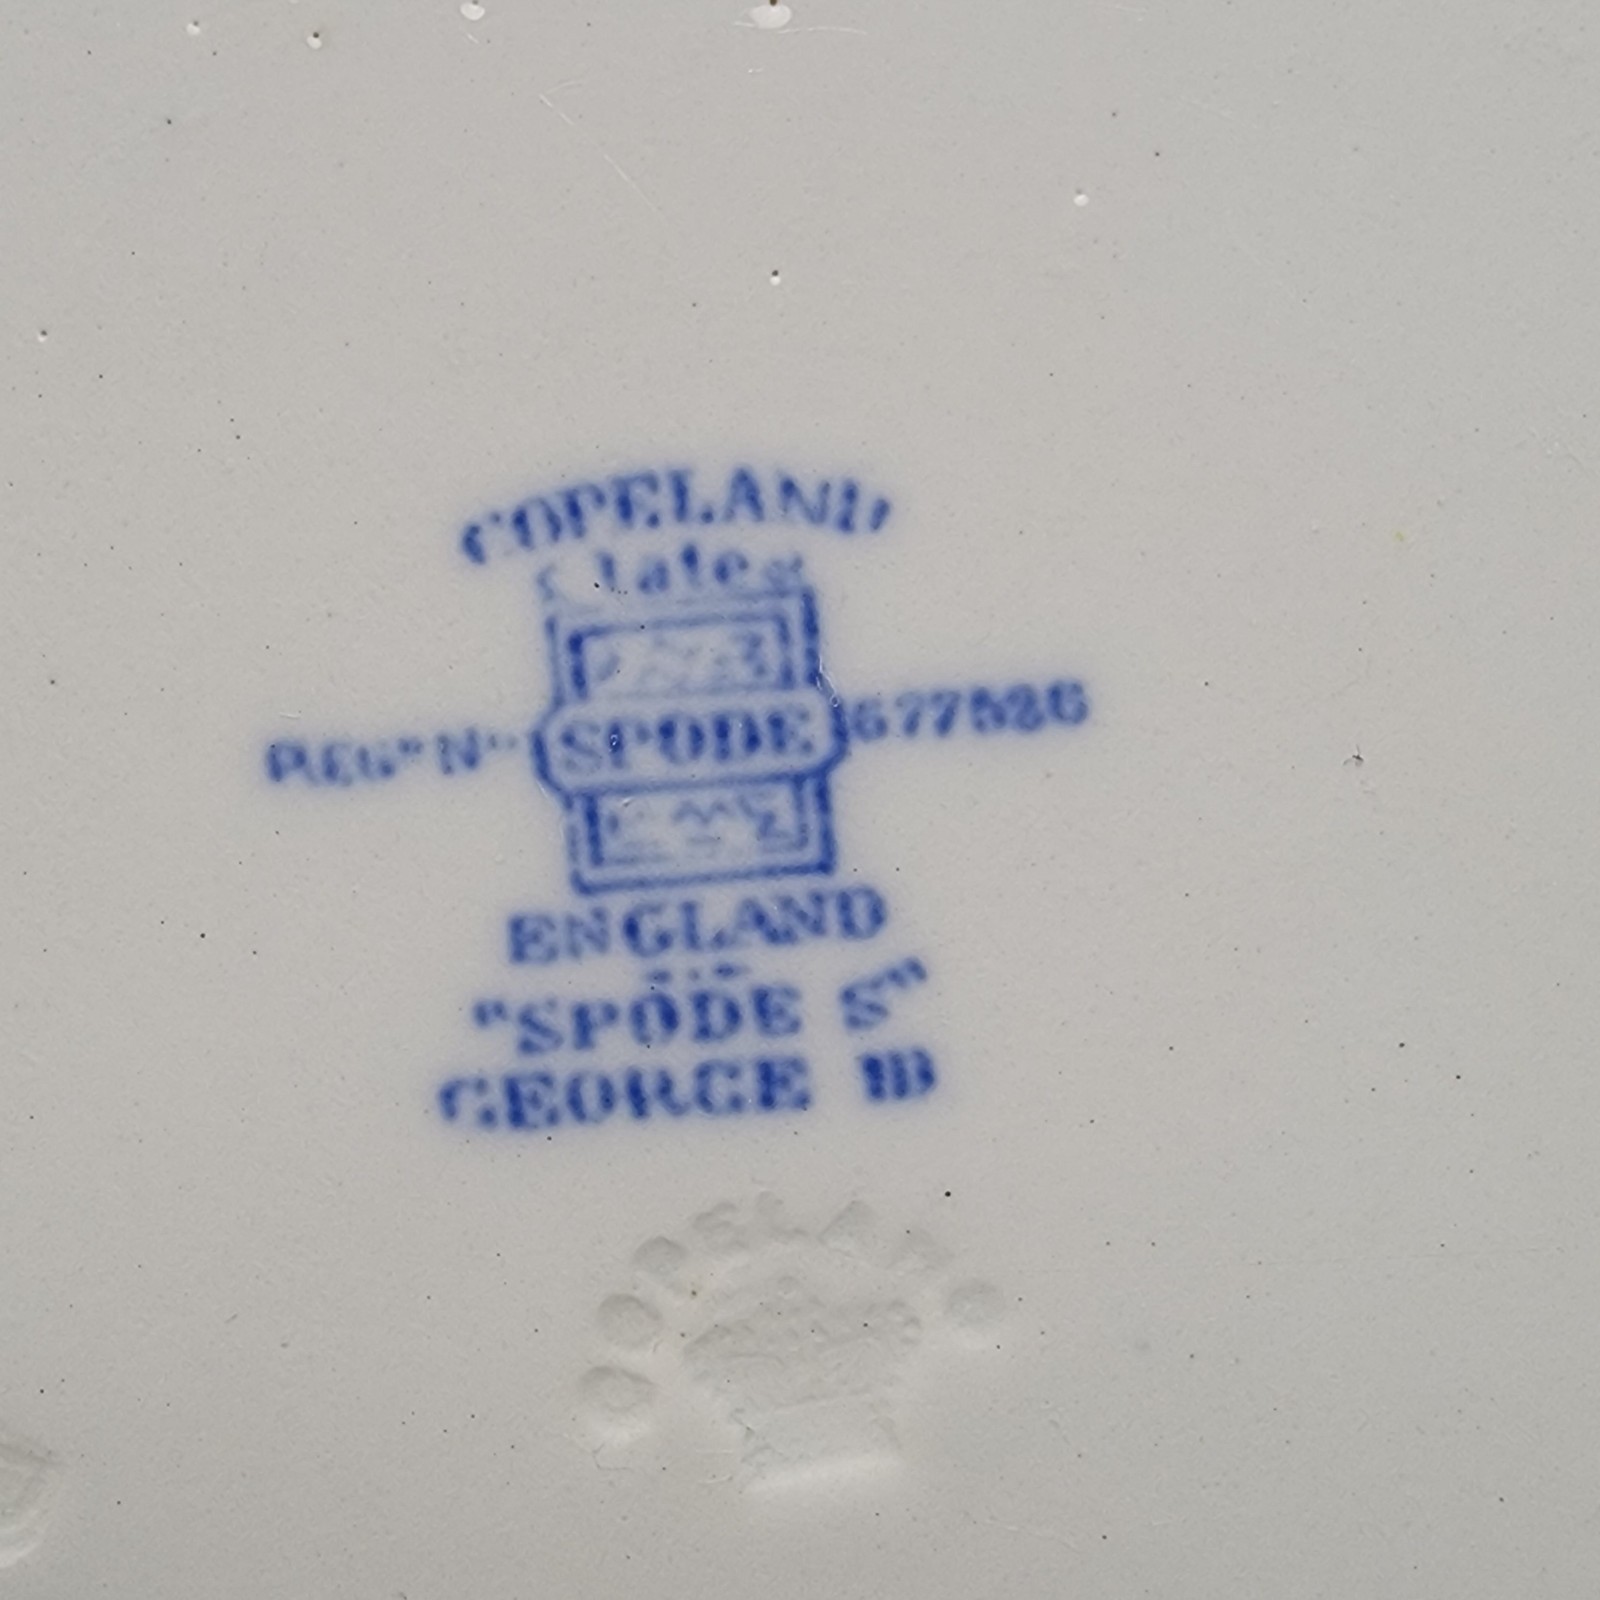 COPELAND
late
SPODE
REGD No 677526
ENGLAND
"SPODE'S"
GEORGE III